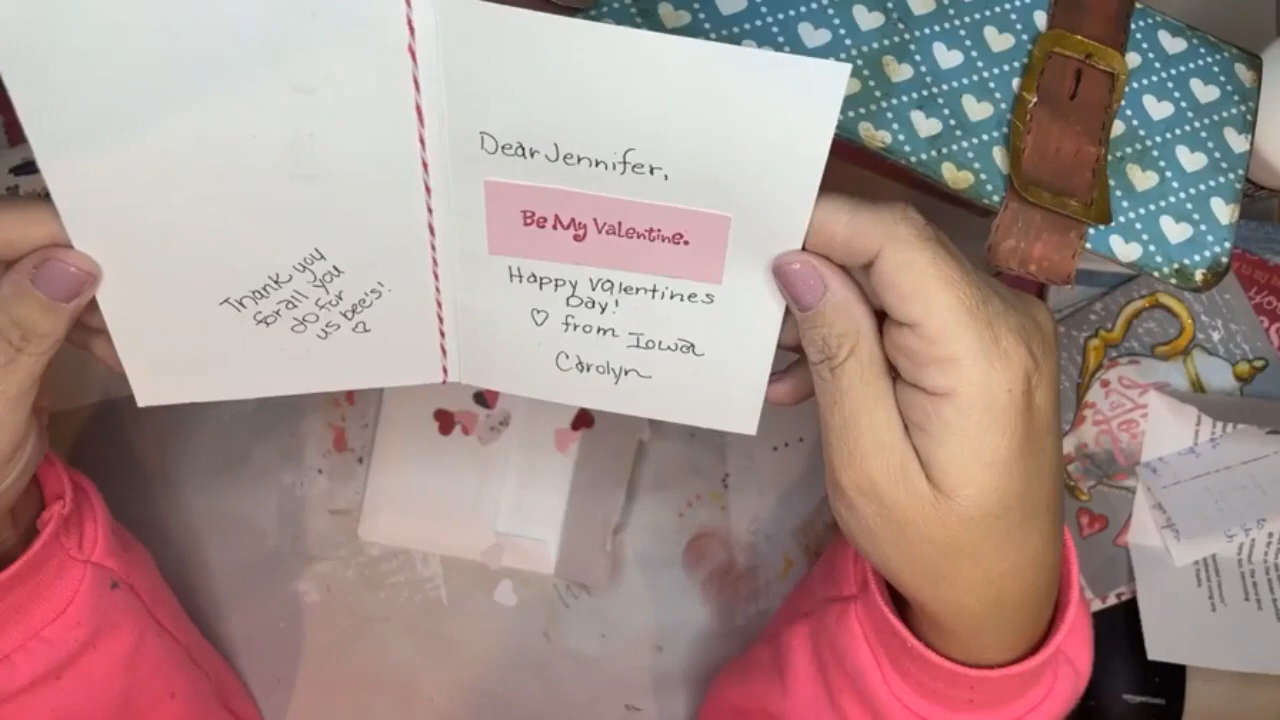 Thank you
for all you
do for
us bee's!
Dear Jennifer,
Be My Valentine.
Happy Valentines
Day!
from Iowa
Carolyn